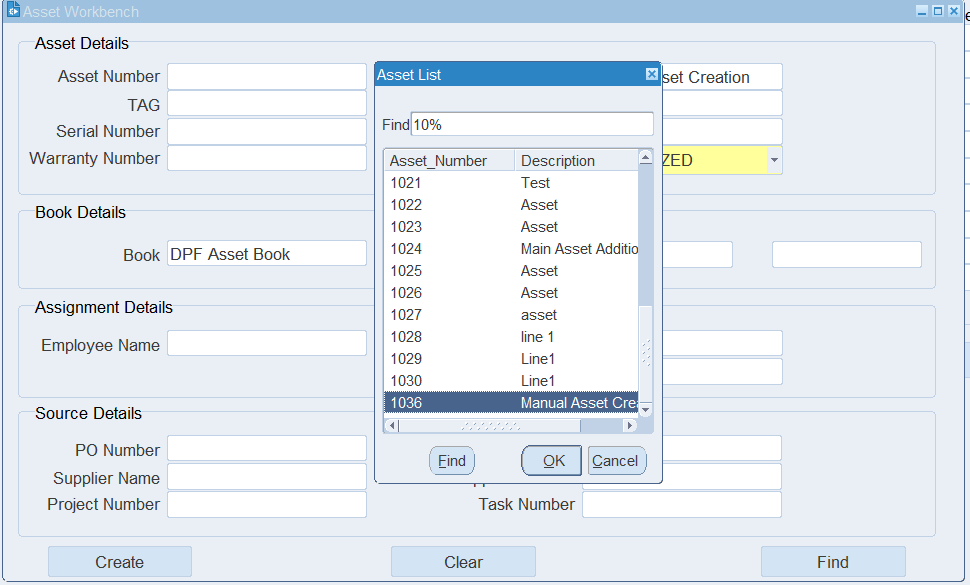 Asset Workbench
Asset Details
Asset Number
set Creation
TAG
Serial Number
Warranty Number
ZED
Book Details
Book DPF Asset Book
Assignment Details
Employee Name
Source Details
PO Number
Supplier Name
Project Number
Task Number
Create Clear Find
Asset List
Find 10%
Asset_Number Description
1021 Test
1022 Asset
1023 Asset
1024 Main Asset Additio
1025 Asset
1026 Asset
1027 asset
1028 line 1
1029 Line1
1030 Line1
1036 Manual Asset Cre
Find OK Cancel